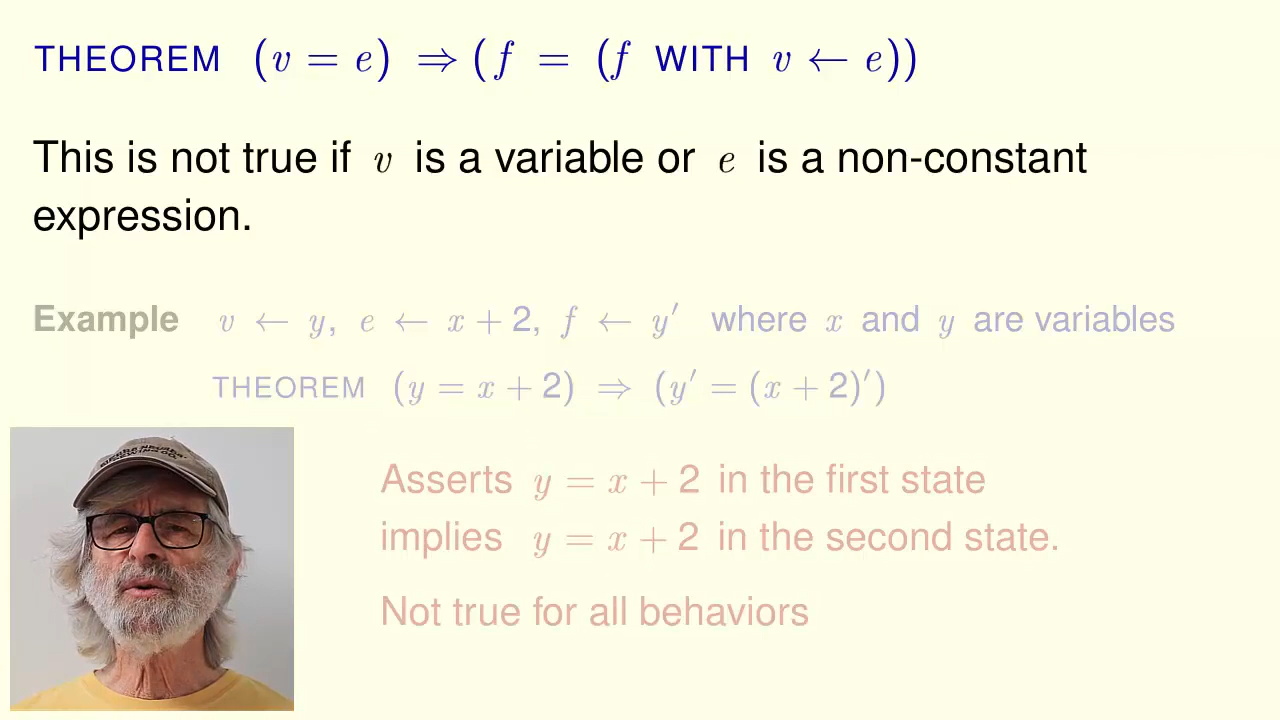 THEOREM (v = e) ⇒ (f = (f WITH v ← e))
This is not true if v is a variable or e is a non-constant
expression.
Example v ← y, e ← x + 2, f ← y′ where x and y are variables
THEOREM (y = x + 2) ⇒ (y′ = (x + 2)′)
Asserts y = x + 2 in the first state
implies y = x + 2 in the second state.
Not true for all behaviors